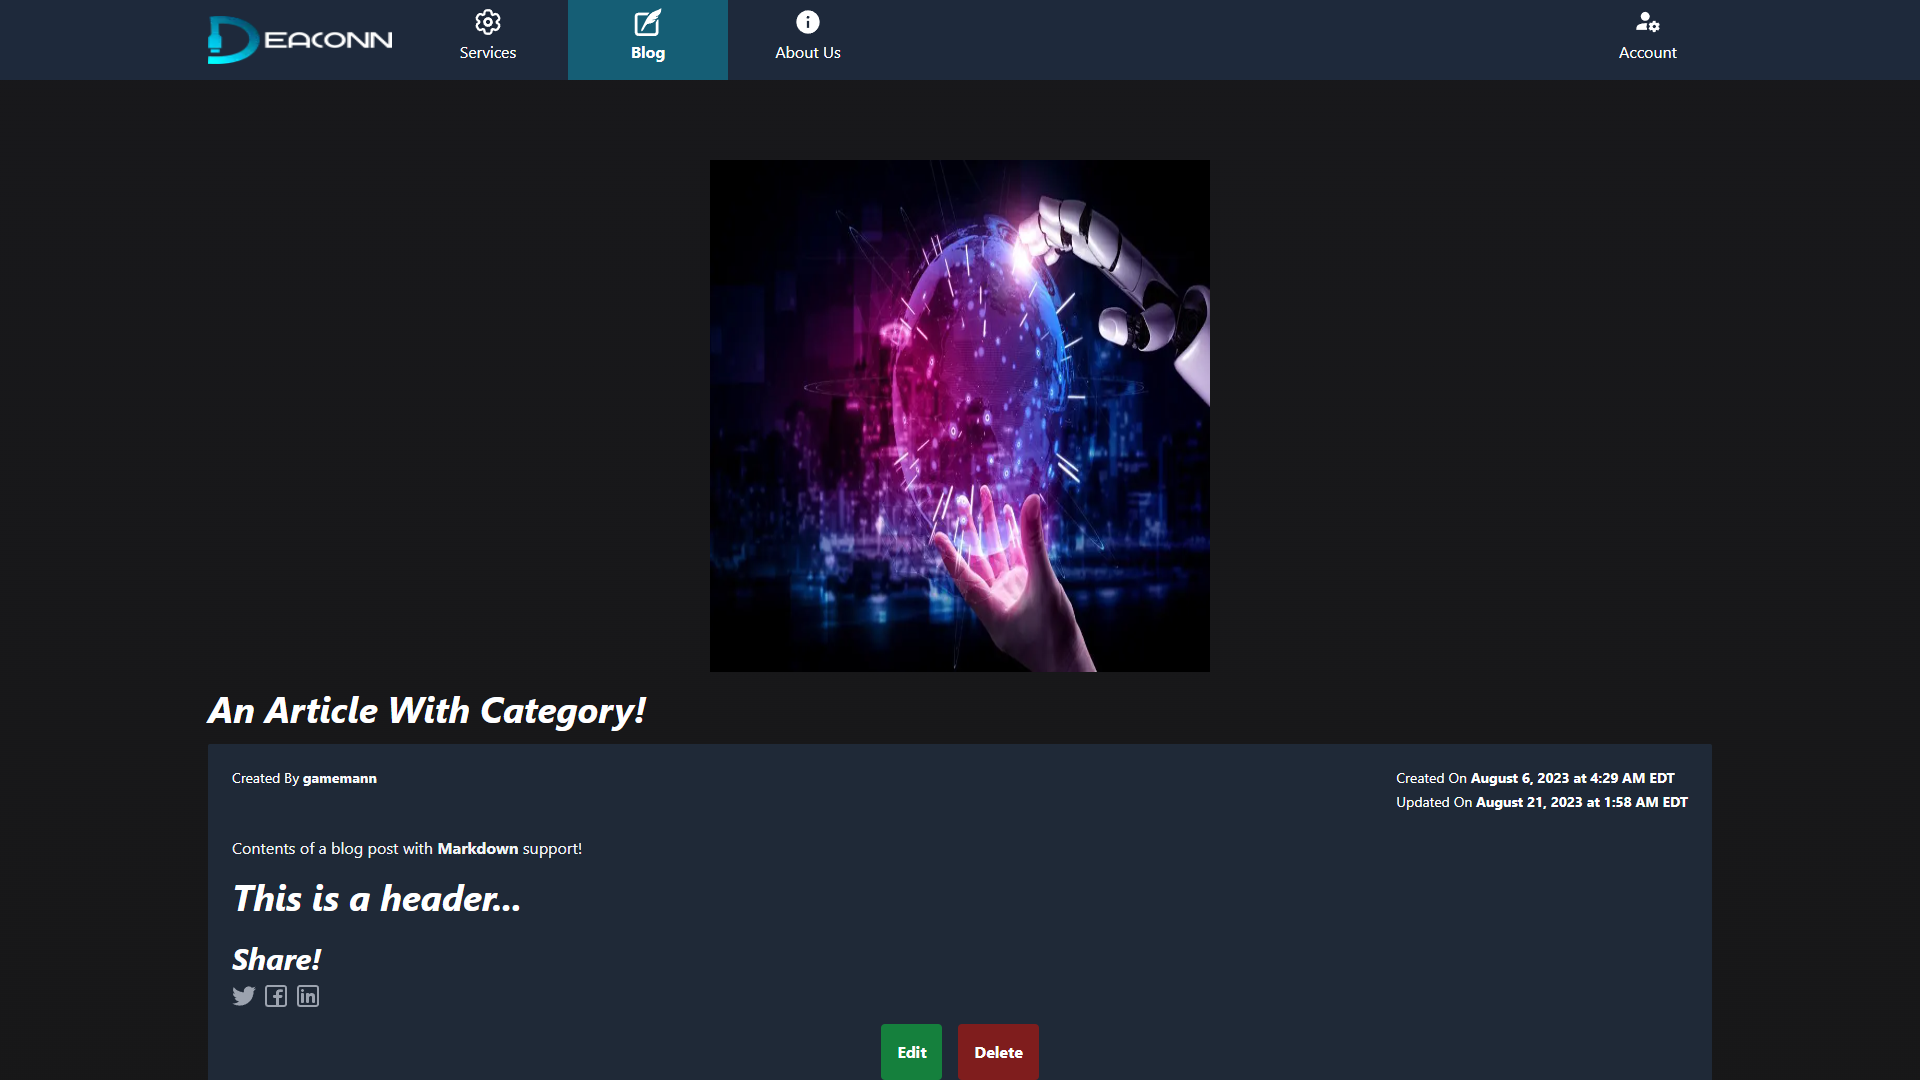 DEACONN
Services
Blog
About Us
Account
An Article With Category!
Created By gamemann
Created On August 6, 2023 at 4:29 AM EDT
Updated On August 21, 2023 at 1:58 AM EDT
Contents of a blog post with Markdown support!
This is a header...
Share!
Edit
Delete